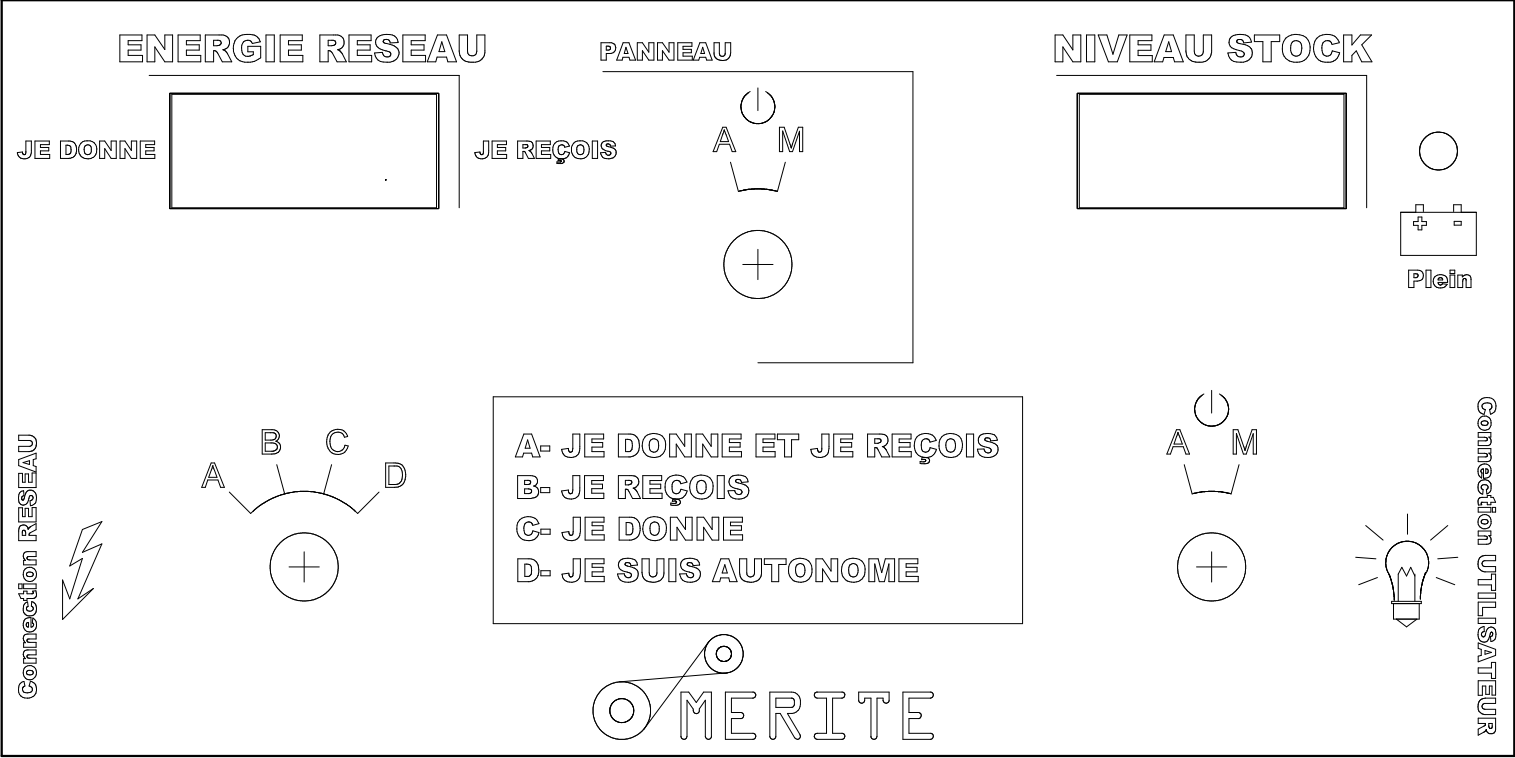 ENERGIE RESEAU
PANNEAU
NIVEAU STOCK
JE DONNE
JE REÇOIS
A M
+ -
Plein
A B C D
Connection RESEAU
A- JE DONNE ET JE REÇOIS
B- JE REÇOIS
C- JE DONNE
D- JE SUIS AUTONOME
A M
Connection UTILISATEUR
MERITE